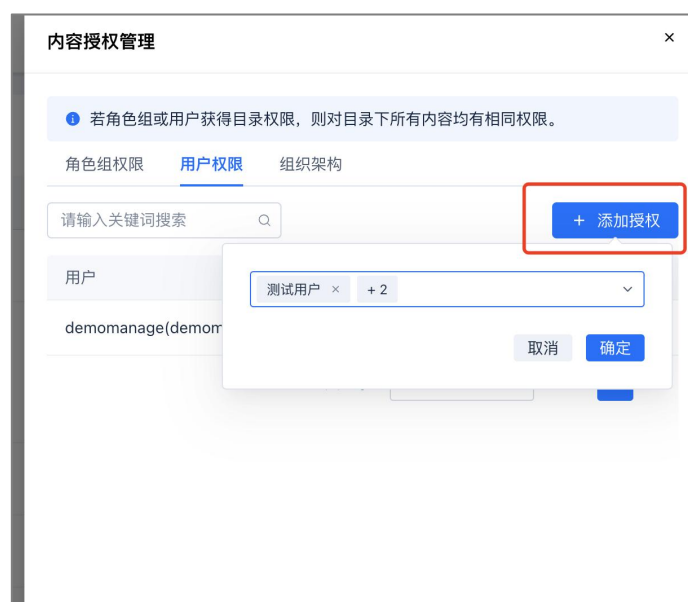 内容授权管理
若角色组或用户获得目录权限，则对目录下所有内容均有相同权限。
角色组权限 用户权限 组织架构
请输入关键词搜索 + 添加授权
用户
测试用户 × + 2
demomanage(demom
取消 确定